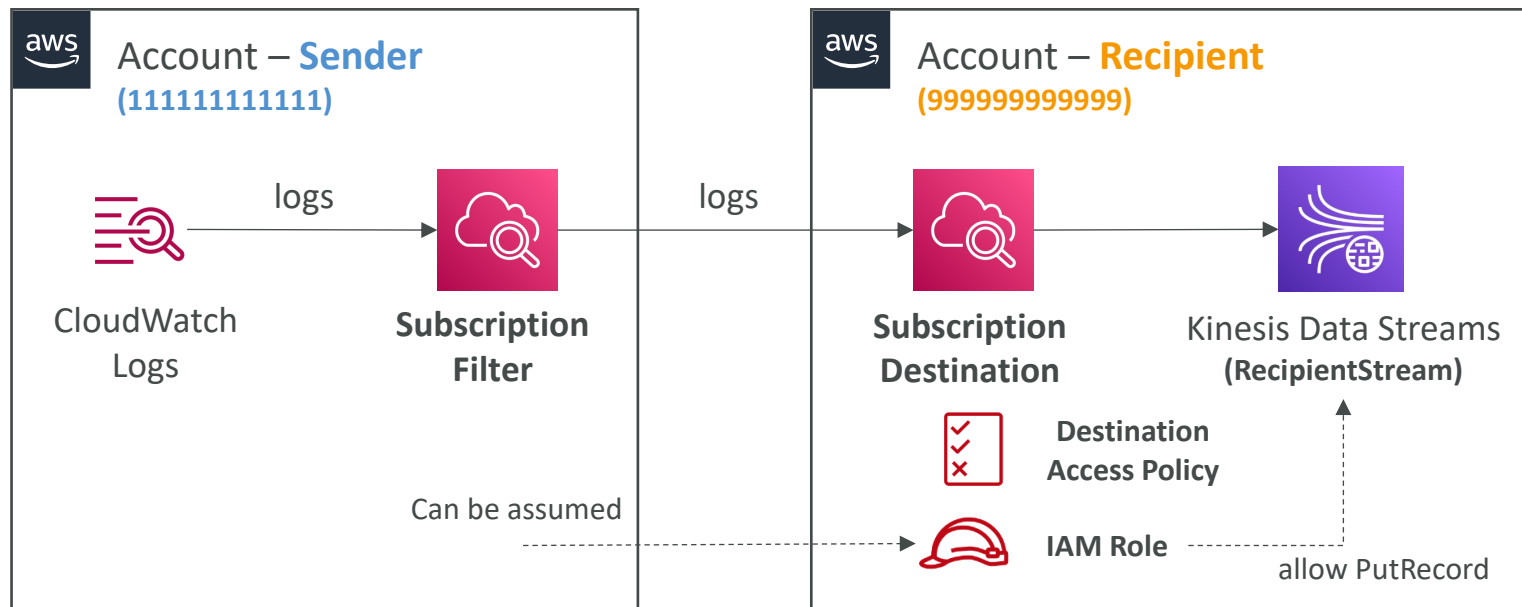 aws
Account – Sender
(111111111111)
logs
CloudWatch
Logs
Subscription
Filter
Can be assumed
logs
aws
Account – Recipient
(999999999999)
Subscription
Destination
Kinesis Data Streams
(RecipientStream)
Destination
Access Policy
IAM Role
allow PutRecord